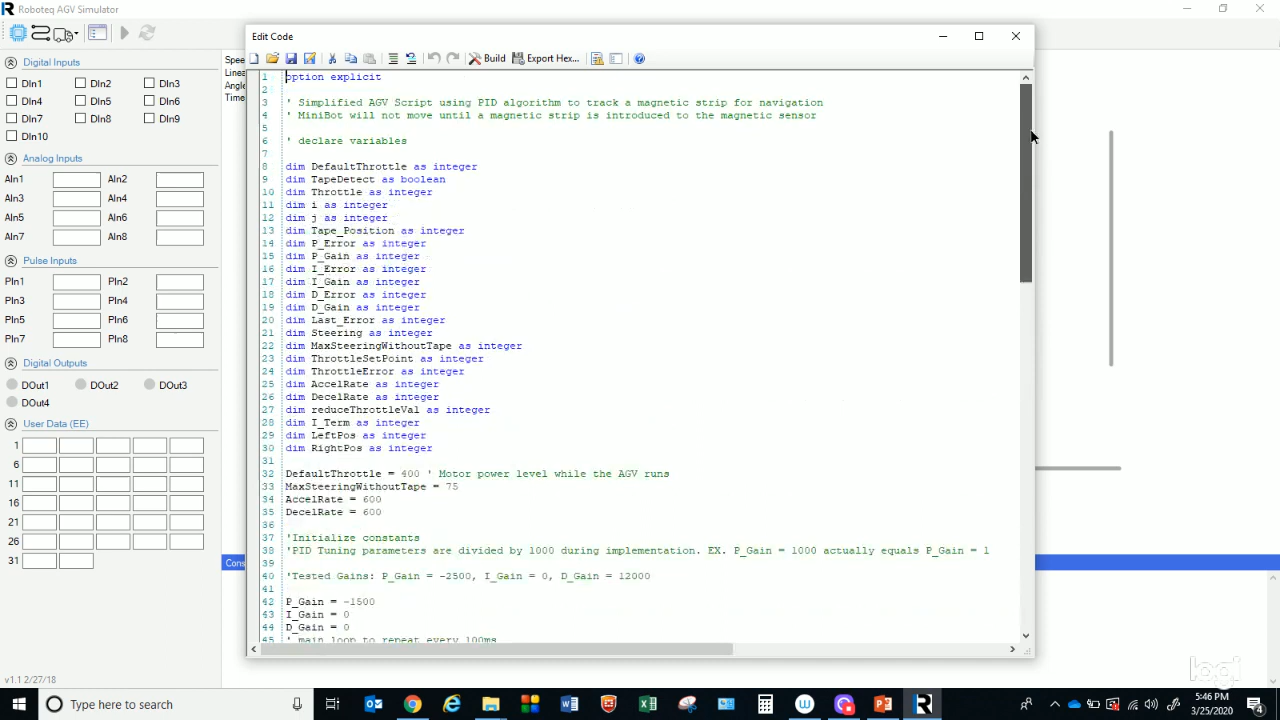 Roboteq AGV Simulator
Digital Inputs
DIn1 DIn2 DIn3
DIn4 DIn5 DIn6
DIn7 DIn8 DIn9
DIn10
Analog Inputs
AIn1 AIn2
AIn3 AIn4
AIn5 AIn6
AIn7 AIn8
Pulse Inputs
PIn1 PIn2
PIn3 PIn4
PIn5 PIn6
PIn7 PIn8
Digital Outputs
DOut1 DOut2 DOut3
DOut4
User Data (EE)
1
6
11
16
21
26
31
v1.1 2/27/18
Spee
Linea
Angle
Time
Cons
Edit Code
Build Export Hex...
1 option explicit
2
3 ' Simplified AGV Script using PID algorithm to track a magnetic strip for navigation
4 ' MiniBot will not move until a magnetic strip is introduced to the magnetic sensor
5
6 ' declare variables
7
8 dim DefaultThrottle as integer
9 dim TapeDetect as boolean
10 dim Throttle as integer
11 dim i as integer
12 dim j as integer
13 dim Tape_Position as integer
14 dim P_Error as integer
15 dim P_Gain as integer
16 dim I_Error as integer
17 dim I_Gain as integer
18 dim D_Error as integer
19 dim D_Gain as integer
20 dim Last_Error as integer
21 dim Steering as integer
22 dim MaxSteeringWithoutTape as integer
23 dim ThrottleSetPoint as integer
24 dim ThrottleError as integer
25 dim AccelRate as integer
26 dim DecelRate as integer
27 dim reduceThrottleVal as integer
28 dim I_Term as integer
29 dim LeftPos as integer
30 dim RightPos as integer
31
32 DefaultThrottle = 400 ' Motor power level while the AGV runs
33 MaxSteeringWithoutTape = 75
34 AccelRate = 600
35 DecelRate = 600
36
37 'Initialize constants
38 'PID Tuning parameters are divided by 1000 during implementation. EX. P_Gain = 1000 actually equals P_Gain = 1
39
40 'Tested Gains: P_Gain = -2500, I_Gain = 0, D_Gain = 12000
41
42 P_Gain = -1500
43 I_Gain = 0
44 D_Gain = 0
45 ' main loop to repeat every 100ms
logi
Type here to search
5:46 PM
3/25/2020